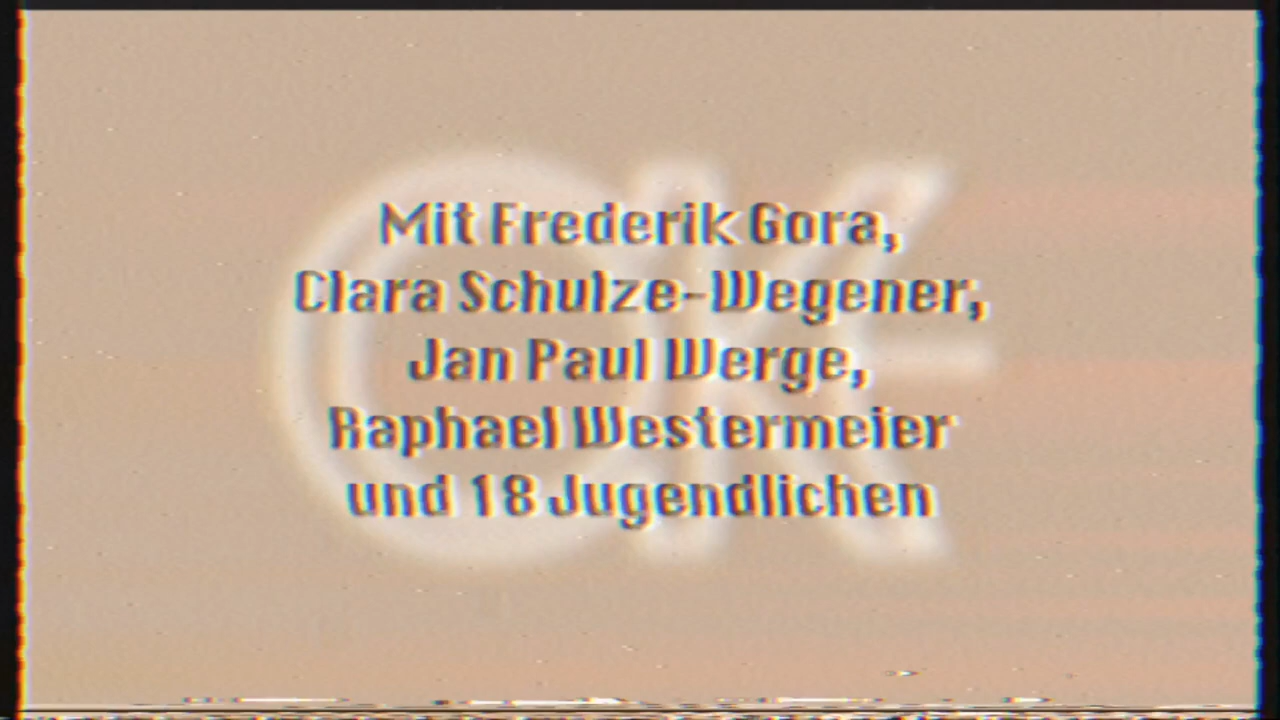 Mit Frederik Gora,
Clara Schulze-Wegener,
Jan Paul Werge,
Raphael Westermeier
und 18 Jugendlichen